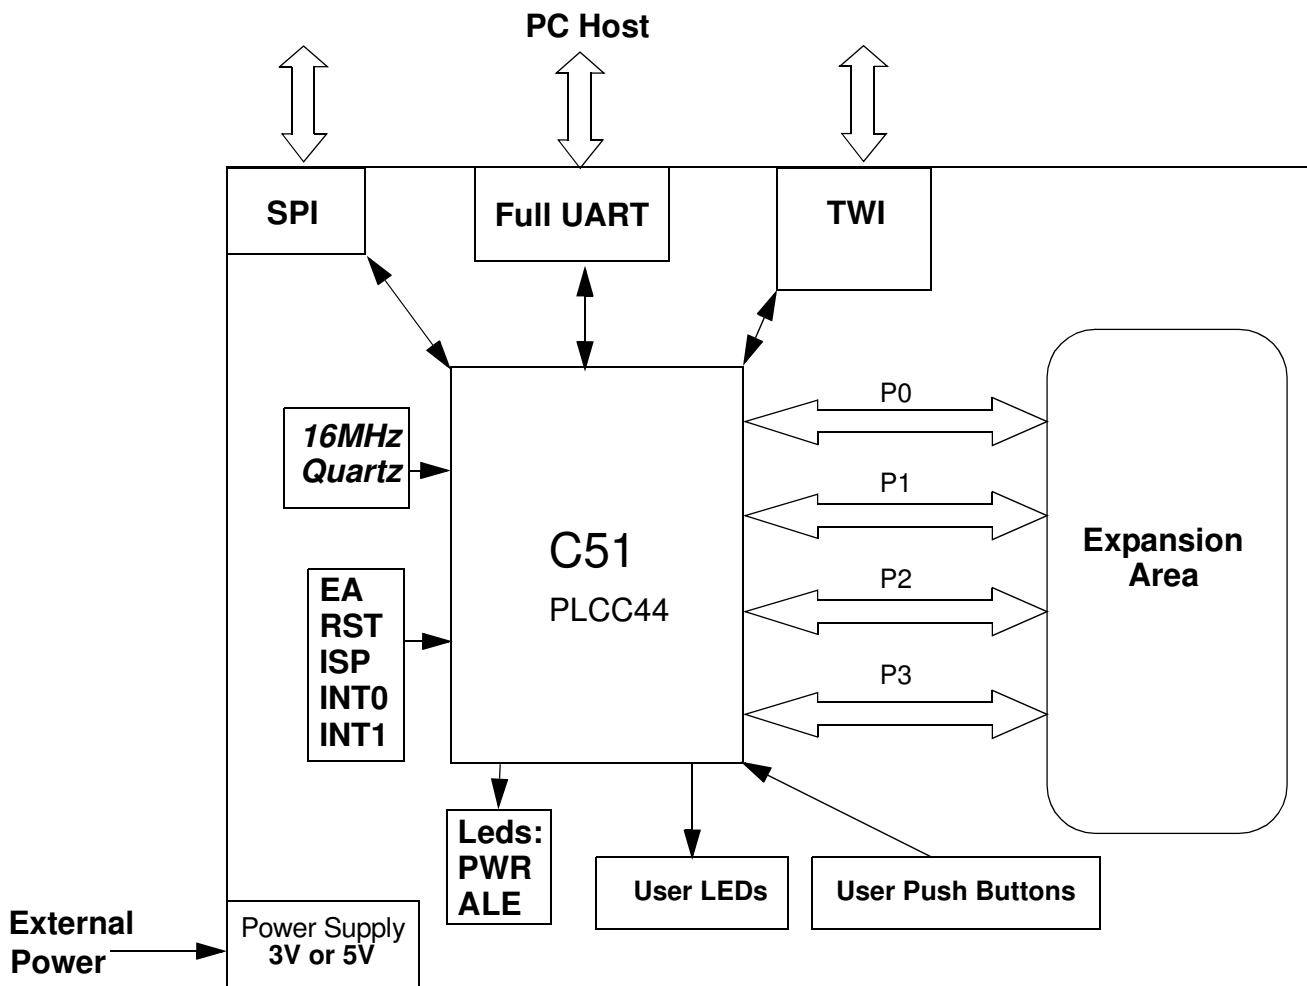 PC Host
SPI
Full UART
TWI
16MHz
Quartz
EA
RST
ISP
INT0
INT1
C51
PLCC44
P0
P1
P2
P3
Expansion
Area
Leds:
PWR
ALE
User LEDs
User Push Buttons
External
Power
Power Supply
3V or 5V